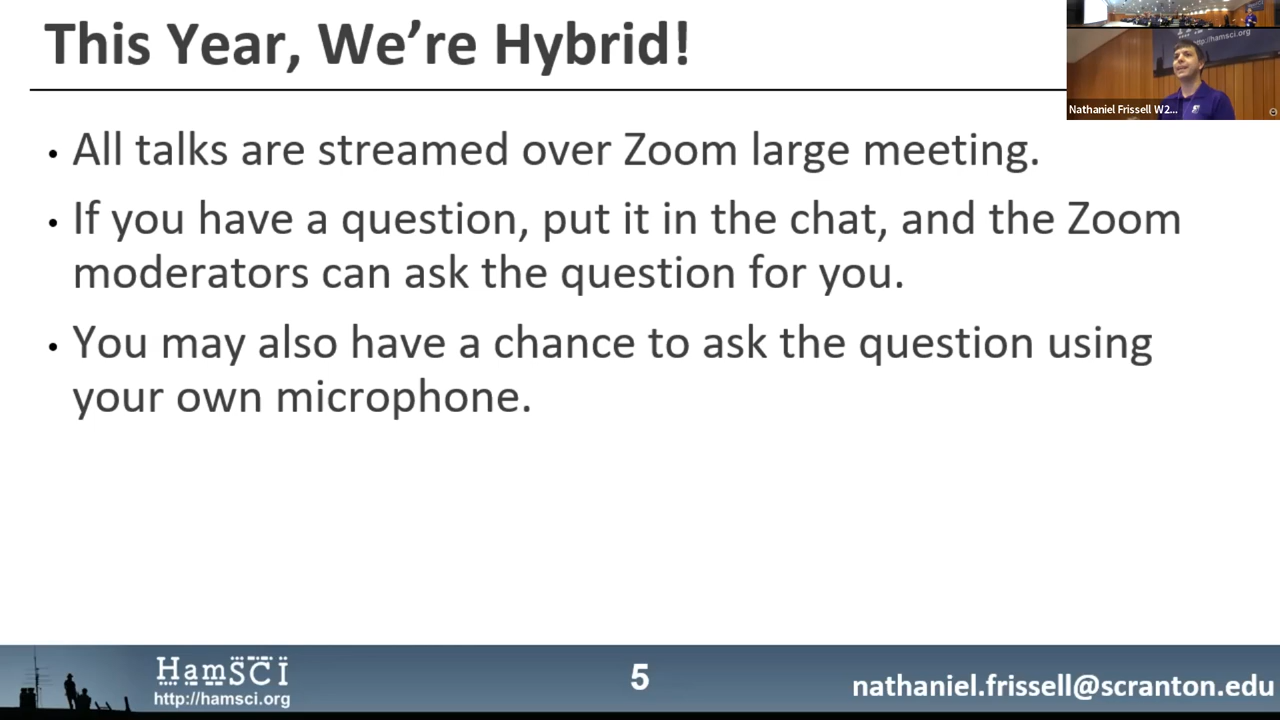 This Year, We're Hybrid!
http://hamsci.org
Nathaniel Frissell W2...
• All talks are streamed over Zoom large meeting.
• If you have a question, put it in the chat, and the Zoom
moderators can ask the question for you.
• You may also have a chance to ask the question using
your own microphone.
HamSCI
http://hamsci.org
5
nathaniel.frissell@scranton.edu